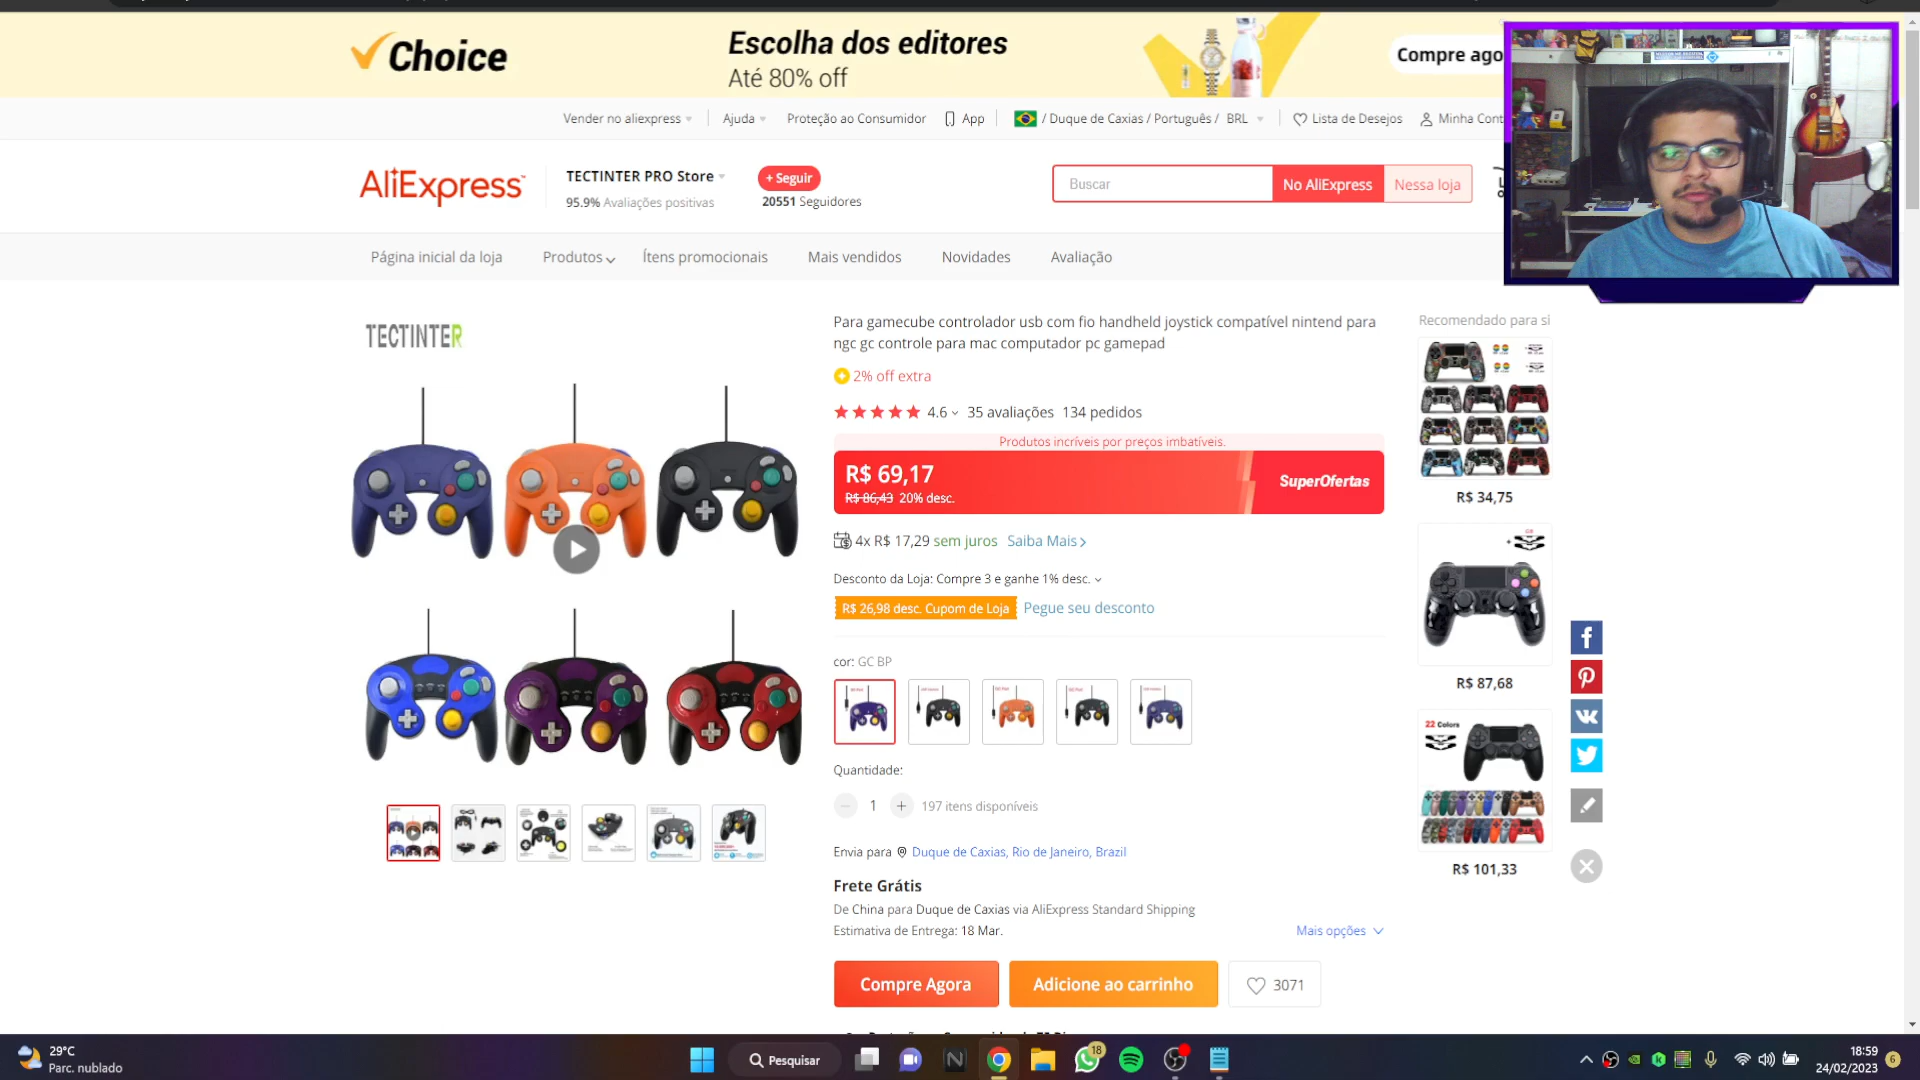 Choice
Escolha dos editores
Até 80% off
Compre ago
Vender no aliexpress
Ajuda
Proteção ao Consumidor
App
/ Duque de Caxias / Português / BRL
Lista de Desejos
Minha Cont
AliExpress
TECTINTER PRO Store
95.9% Avaliações positivas
+ Seguir
20551 Seguidores
Buscar
No AliExpress
Nessa loja
Página inicial da loja
Produtos
Ítens promocionais
Mais vendidos
Novidades
Avaliação
TECTINTER
Para gamecube controlador usb com fio handheld joystick compatível nintend para
ngc gc controle para mac computador pc gamepad
2% off extra
4.6 35 avaliações 134 pedidos
Produtos incríveis por preços imbatíveis.
R$ 69,17
R$ 86,43 20% desc.
SuperOfertas
4x R$ 17,29 sem juros Saiba Mais
Desconto da Loja: Compre 3 e ganhe 1% desc.
R$ 26,98 desc. Cupom de Loja Pegue seu desconto
cor: GC BP
Quantidade:
1
197 itens disponíveis
Envia para Duque de Caxias, Rio de Janeiro, Brazil
Frete Grátis
De China para Duque de Caxias via AliExpress Standard Shipping
Estimativa de Entrega: 18 Mar.
Mais opções
Compre Agora
Adicione ao carrinho
3071
Recomendado para si
R$ 34,75
R$ 87,68
22 Colors
R$ 101,33
29°C
Parc. nublado
Pesquisar
18
18:59
24/02/2023
6